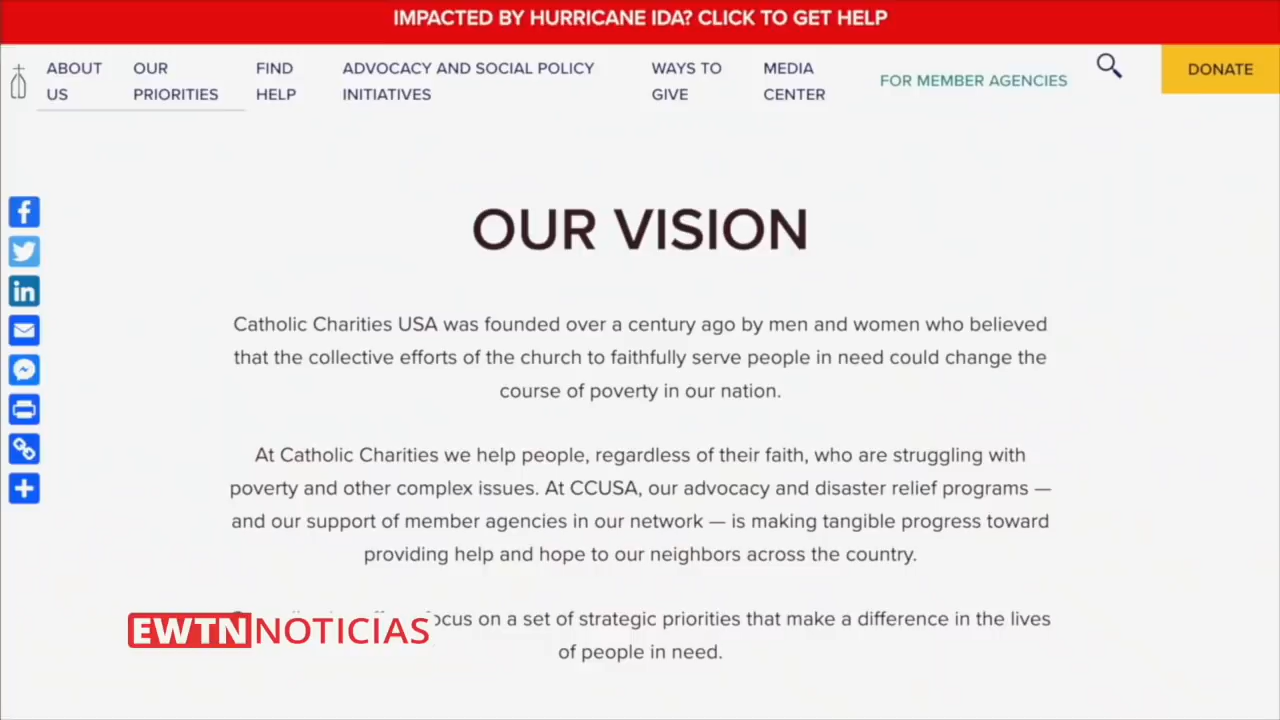 IMPACTED BY HURRICANE IDA? CLICK TO GET HELP
ABOUT US
OUR PRIORITIES
FIND HELP
ADVOCACY AND SOCIAL POLICY INITIATIVES
WAYS TO GIVE
MEDIA CENTER
FOR MEMBER AGENCIES
DONATE
OUR VISION
Catholic Charities USA was founded over a century ago by men and women who believed
that the collective efforts of the church to faithfully serve people in need could change the
course of poverty in our nation.
At Catholic Charities we help people, regardless of their faith, who are struggling with
poverty and other complex issues. At CCUSA, our advocacy and disaster relief programs —
and our support of member agencies in our network — is making tangible progress toward
providing help and hope to our neighbors across the country.
on a set of strategic priorities that make a difference in the lives
of people in need.
EWTN NOTICIAS